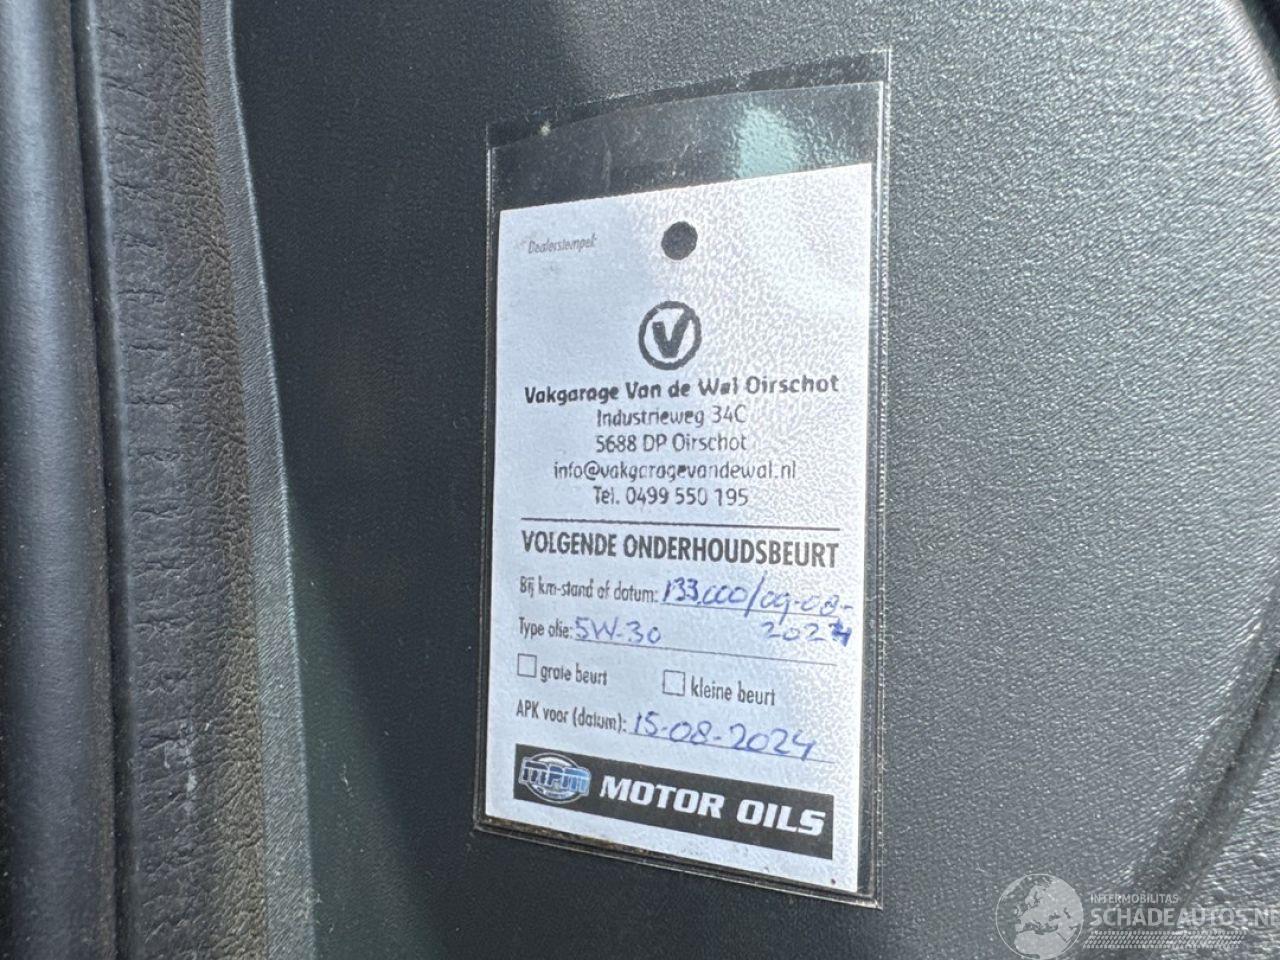 Dealerstempel:
V
Vakgarage Van de Wal Oirschot
Industrieweg 34C
5688 DP Oirschot
info@vakgaragevandewal.nl
Tel. 0499 550 195
VOLGENDE ONDERHOUDSBEURT
Bij km-stand of datum: 133.000/09-08-
2024
Type olie: 5W-30
grote beurt kleine beurt
APK voor (datum): 15-08-2024
MPM MOTOR OILS
INTERMOBILITAS
SCHADEAUTOS.NL